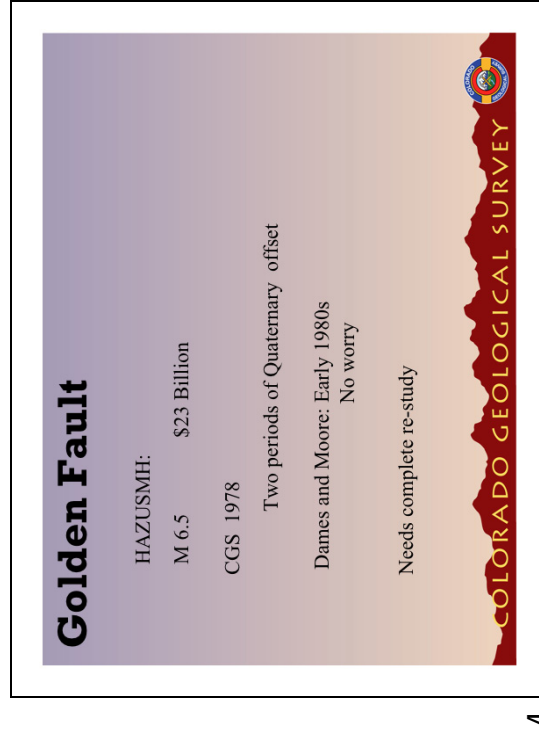 Golden Fault
HAZUSMH:
M 6.5 $23 Billion
CGS 1978
Two periods of Quaternary offset
Dames and Moore: Early 1980s
No worry
Needs complete re-study
COLORADO GEOLOGICAL SURVEY
COLORADO